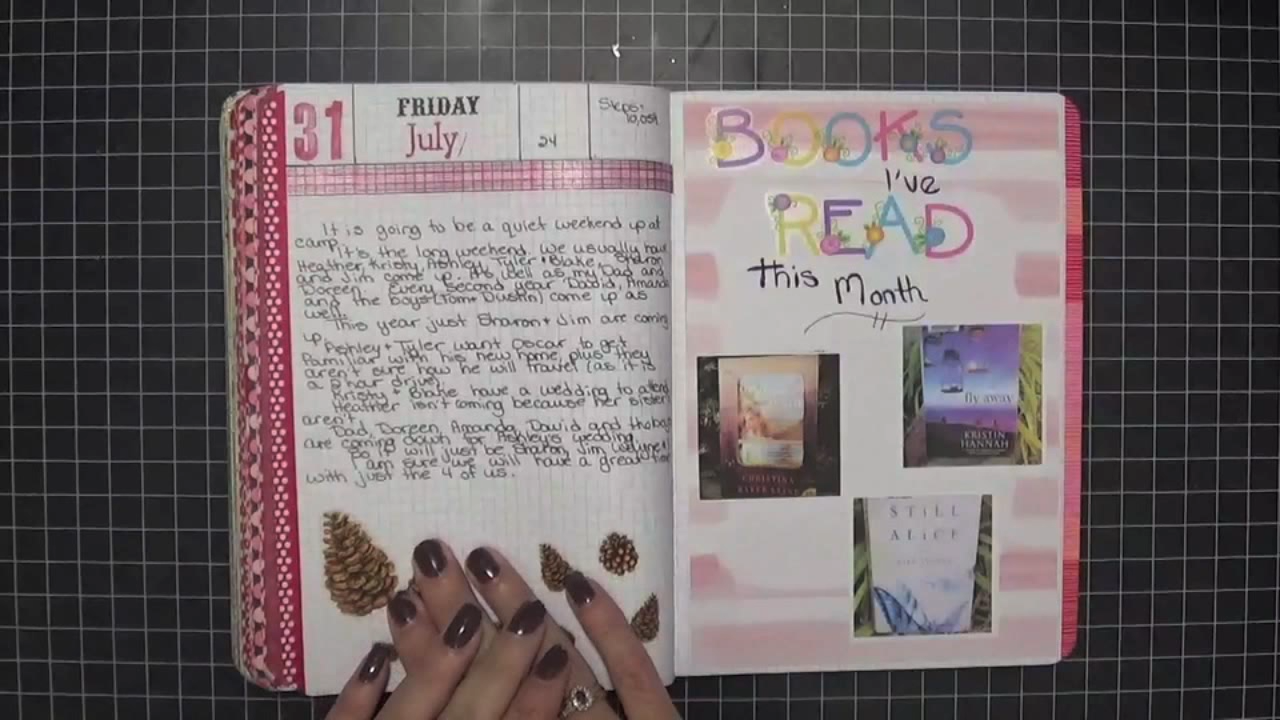 31
FRIDAY
July
24
Steps:
It is going to be a quiet weekend up at
camp.
It's the long weekend. We usually have
Heather, Kristy, Ashley, Tyler + Blake, Sharon
and Jim come up. As well as my Dad and
Doreen. Every second year David, Amanda
and the boys (Tom + Dustin) come up as
well.
This year just Sharon + Jim are coming
up
Ashley + Tyler want Oscar to get
familiar with his new home, plus they
aren't sure how he will travel (as it is
a 2 hour drive)
Kristy + Blake have a wedding to attend
Heather isn't coming because her sister
aren't
Dad, Doreen, Amanda, David and the boys
are coming down for Ashley's wedding
So it will just be Sharon, Jim,
I am sure we will have a great time
with just the 4 of us.
BOOKS
I've
READ
this Month
CHRISTINA
BAKER KLINE
fly away
KRISTIN
HANNAH
STILL
ALICE